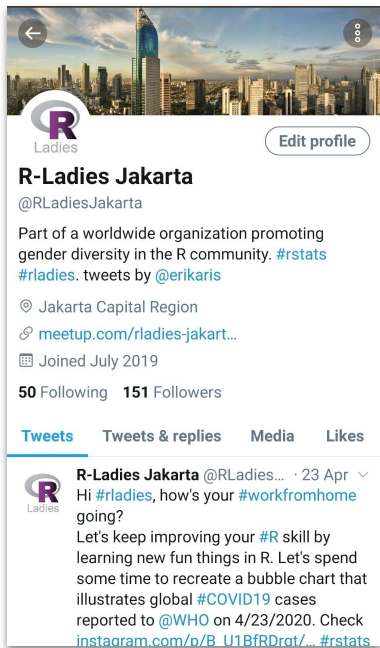 R
Ladies
Edit profile
R-Ladies Jakarta
@RLadiesJakarta
Part of a worldwide organization promoting
gender diversity in the R community. #rstats
#rladies. tweets by @erikaris
Jakarta Capital Region
meetup.com/rladies-jakart...
Joined July 2019
50 Following 151 Followers
Tweets Tweets & replies Media Likes
R
Ladies
R-Ladies Jakarta @RLadies... · 23 Apr
Hi #rladies, how's your #workfromhome
going?
Let's keep improving your #R skill by
learning new fun things in R. Let's spend
some time to recreate a bubble chart that
illustrates global #COVID19 cases
reported to @WHO on 4/23/2020. Check
instagram.com/p/B_U1BfRDrqt/... #rstats